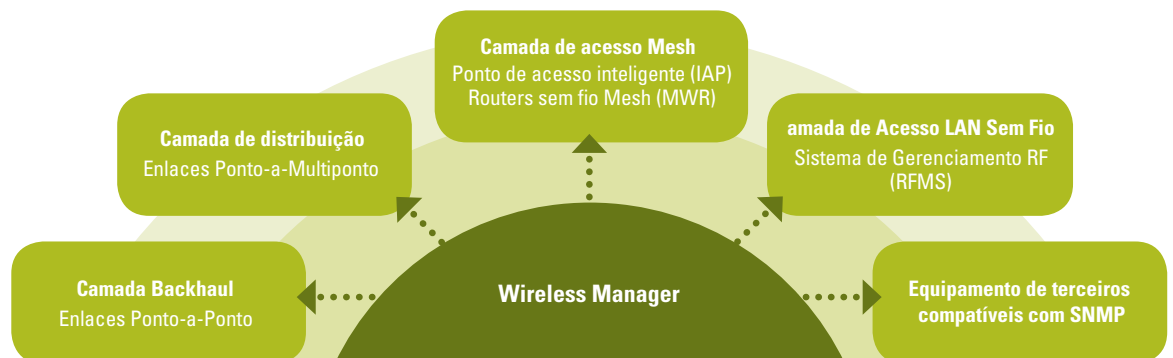 Camada de acesso Mesh
Ponto de acesso inteligente (IAP)
Routers sem fio Mesh (MWR)
Camada de distribuição
Enlaces Ponto-a-Multiponto
amada de Acesso LAN Sem Fio
Sistema de Gerenciamento RF
(RFMS)
Camada Backhaul
Enlaces Ponto-a-Ponto
Wireless Manager
Equipamento de terceiros
compatíveis com SNMP